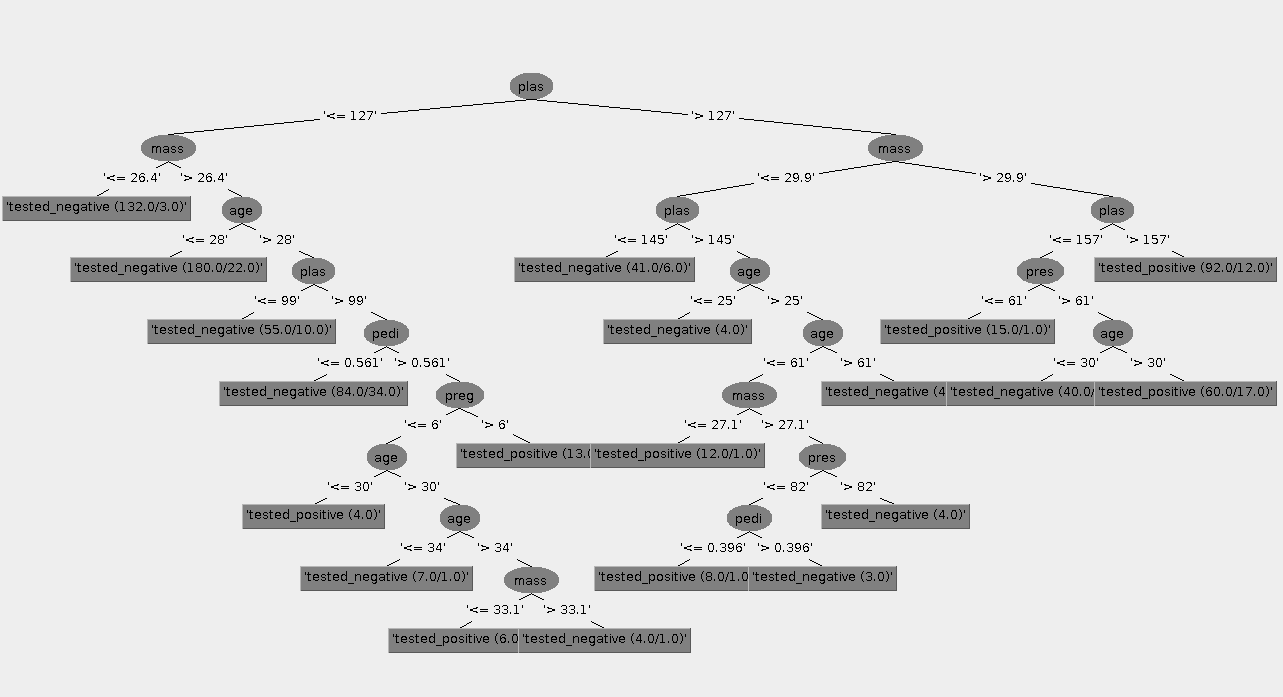 plas
'<= 127' '> 127'
mass mass
'<= 26.4' '> 26.4' '<= 29.9' '> 29.9'
'tested_negative (132.0/3.0)' age plas plas
'<= 28' '> 28' '<= 145' '> 145' '<= 157' '> 157'
'tested_negative (180.0/22.0)' plas 'tested_negative (41.0/6.0)' age pres 'tested_positive (92.0/12.0)'
'<= 99' '> 99' '<= 25' '> 25' '<= 61' '> 61'
'tested_negative (55.0/10.0)' pedi 'tested_negative (4.0)' age 'tested_positive (15.0/1.0)' age
'<= 0.561' '> 0.561' '<= 61' '> 61' '<= 30' '> 30'
'tested_negative (84.0/34.0)' preg mass 'tested_negative (4 'tested_negative (40.0/ 'tested_positive (60.0/17.0)'
'<= 6' '> 6' '<= 27.1' '> 27.1'
age 'tested_positive (13.0 'tested_positive (12.0/1.0)' pres
'<= 30' '> 30' '<= 82' '> 82'
'tested_positive (4.0)' age pedi 'tested_negative (4.0)'
'<= 34' '> 34' '<= 0.396' '> 0.396'
'tested_negative (7.0/1.0)' mass 'tested_positive (8.0/1.0 'tested_negative (3.0)'
'<= 33.1' '> 33.1'
'tested_positive (6.0 'tested_negative (4.0/1.0)'